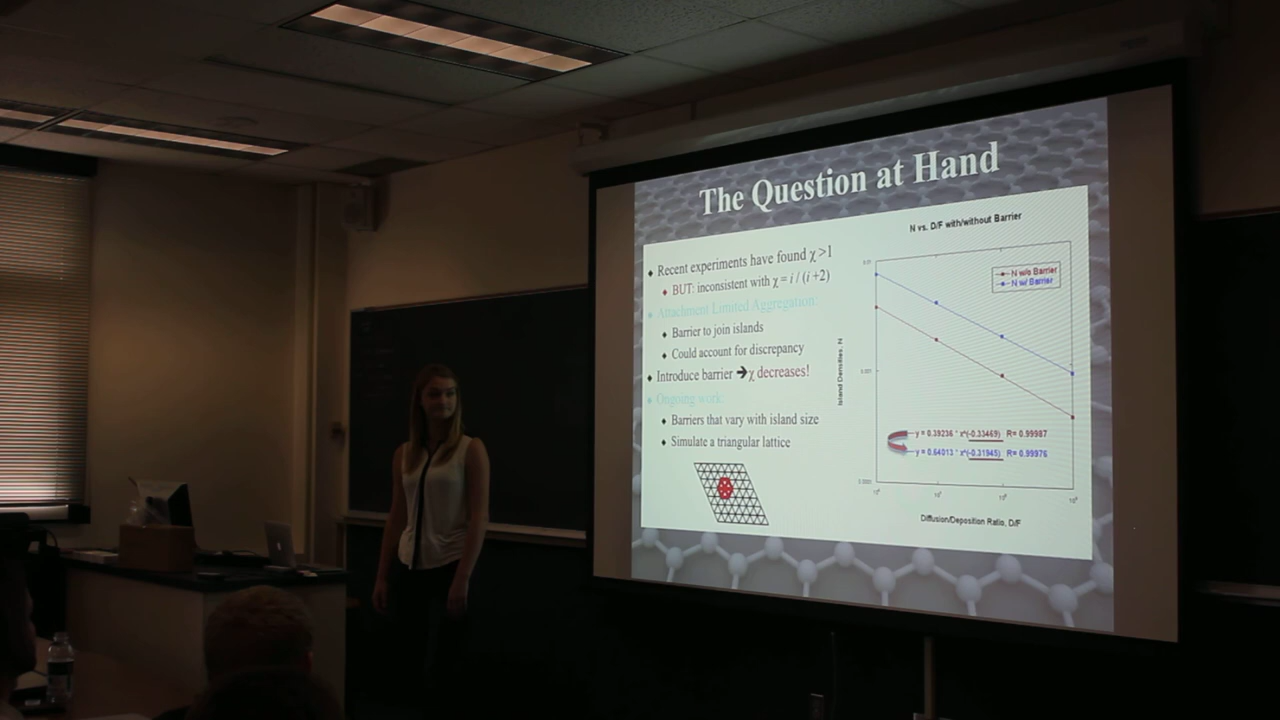 The Question at Hand
Recent experiments have found χ >1
BUT: inconsistent with χ = i / (i +2)
Attachment Limited Aggregation:
Barrier to join islands
Could account for discrepancy
Introduce barrier ➔χ decreases!
Ongoing work:
Barriers that vary with island size
Simulate a triangular lattice
N vs. D/F with/without Barrier
N w/o Barrier
N w/ Barrier
Island Densities, N
y = 0.39236 * x^(-0.33469) R= 0.99987
y = 0.64013 * x^(-0.31945) R= 0.99976
Diffusion/Deposition Ratio, D/F